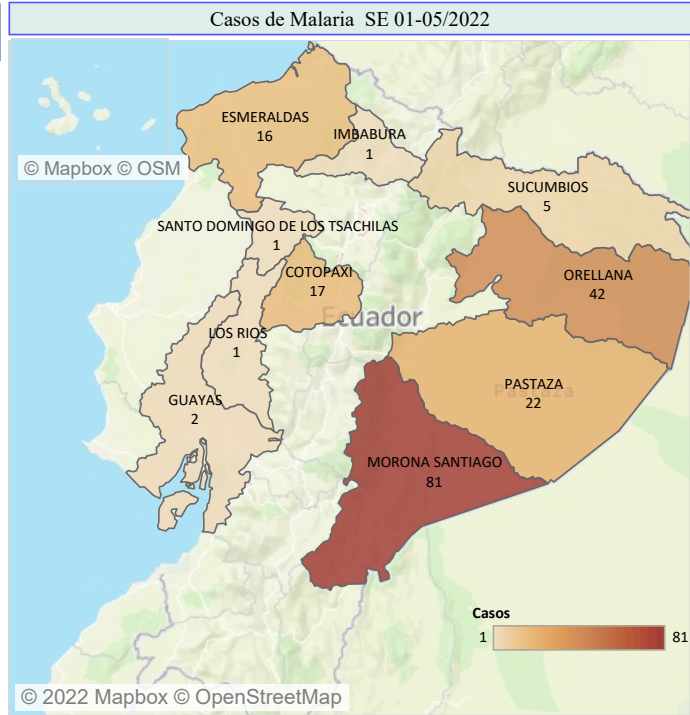 Casos de Malaria SE 01-05/2022
ESMERALDAS
16
IMBABURA
1
© Mapbox © OSM
SUCUMBIOS
5
SANTO DOMINGO DE LOS TSACHILAS
1
COTOPAXI
17
ORELLANA
42
Ecuador
LOS RIOS
1
PASTAZA
Pastaza
22
GUAYAS
2
MORONA SANTIAGO
81
Casos
1
81
© 2022 Mapbox © OpenStreetMap